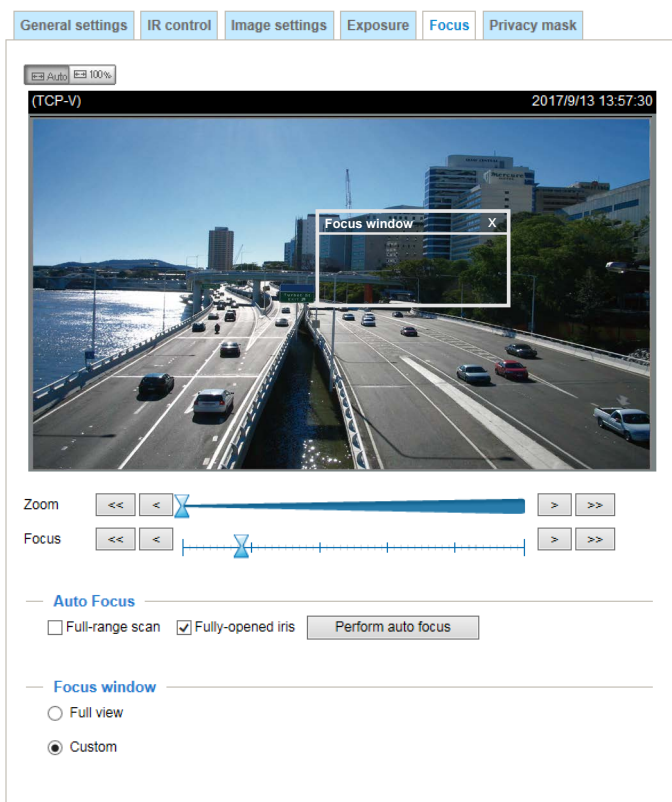 General settings IR control Image settings Exposure Focus Privacy mask
Auto 100%
(TCP-V) 2017/9/13 13:57:30
Focus window X
Zoom << < > >>
Focus << < > >>
Auto Focus
Full-range scan Fully-opened iris Perform auto focus
Focus window
Full view
Custom